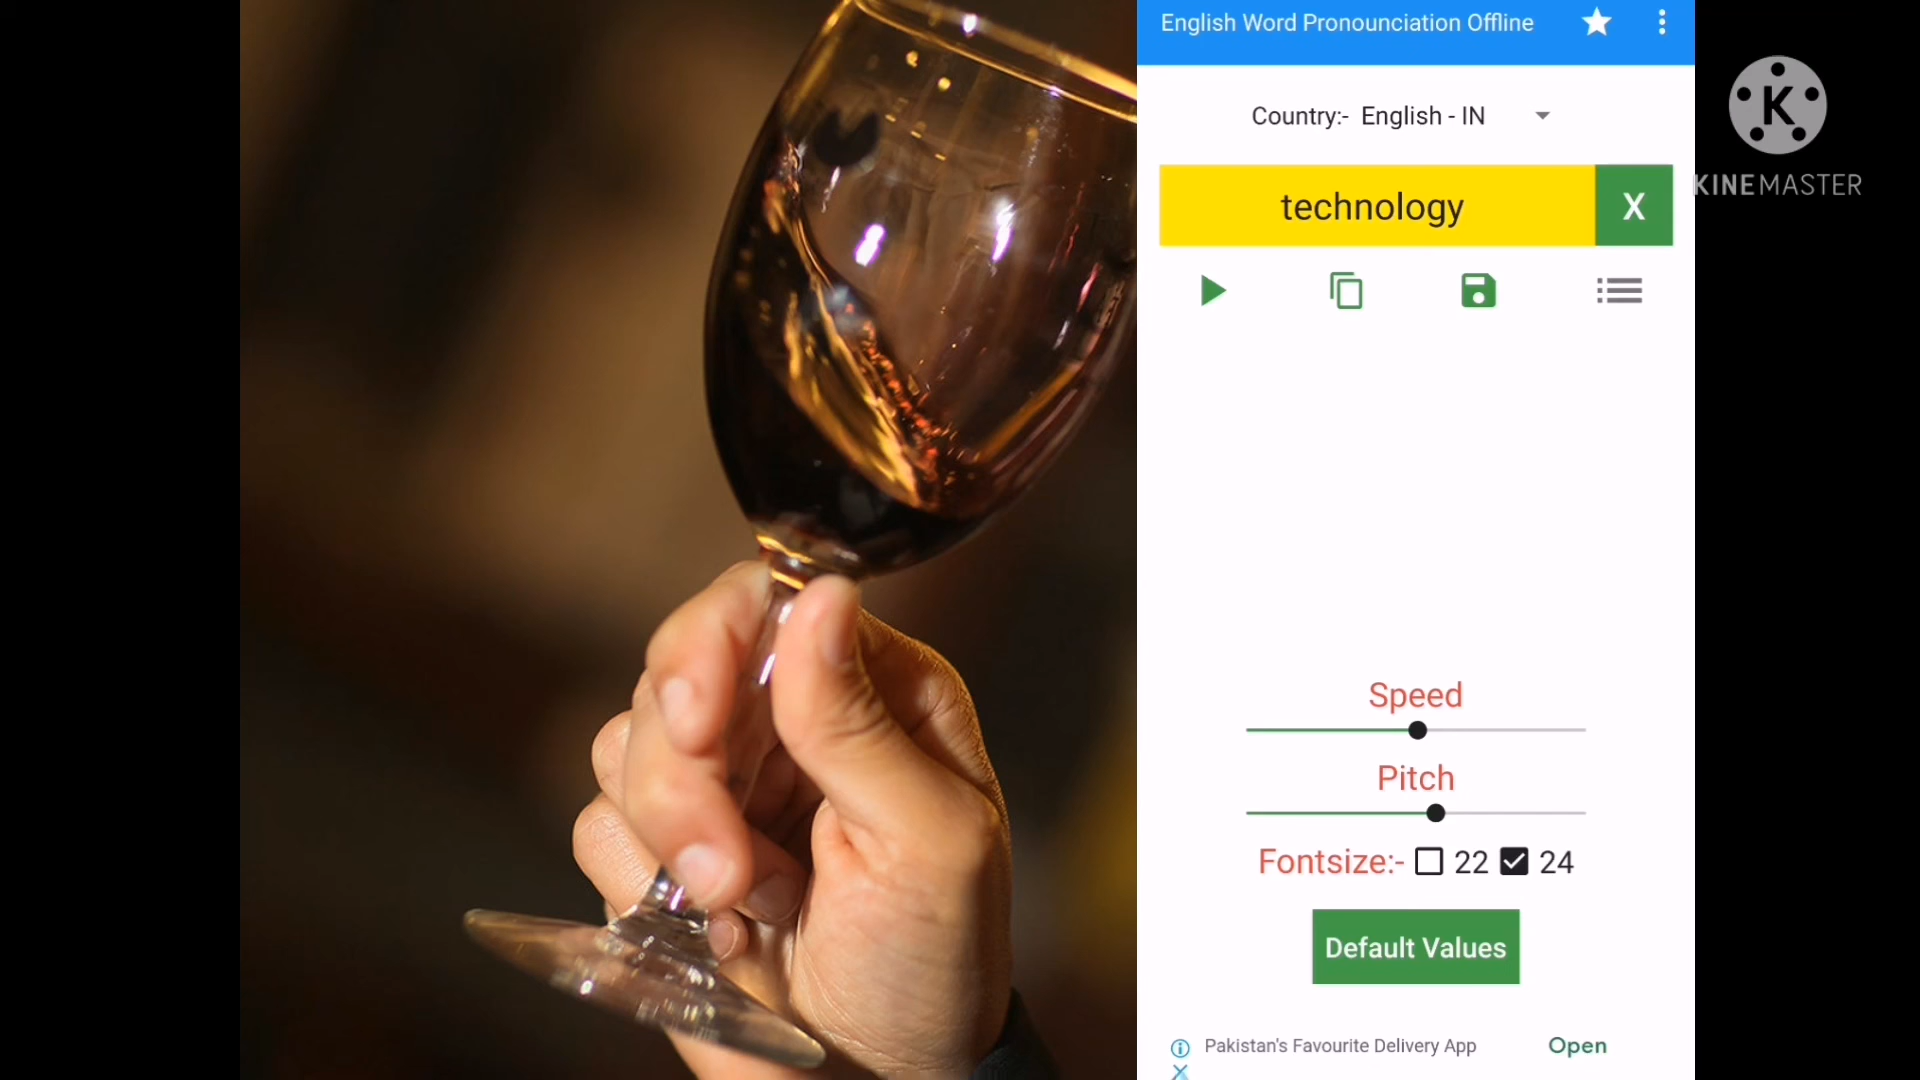 English Word Pronounciation Offline
Country:- English - IN
technology
X
K
KINEMASTER
Speed
Pitch
Fontsize:- 22 24
Default Values
Pakistan's Favourite Delivery App
Open